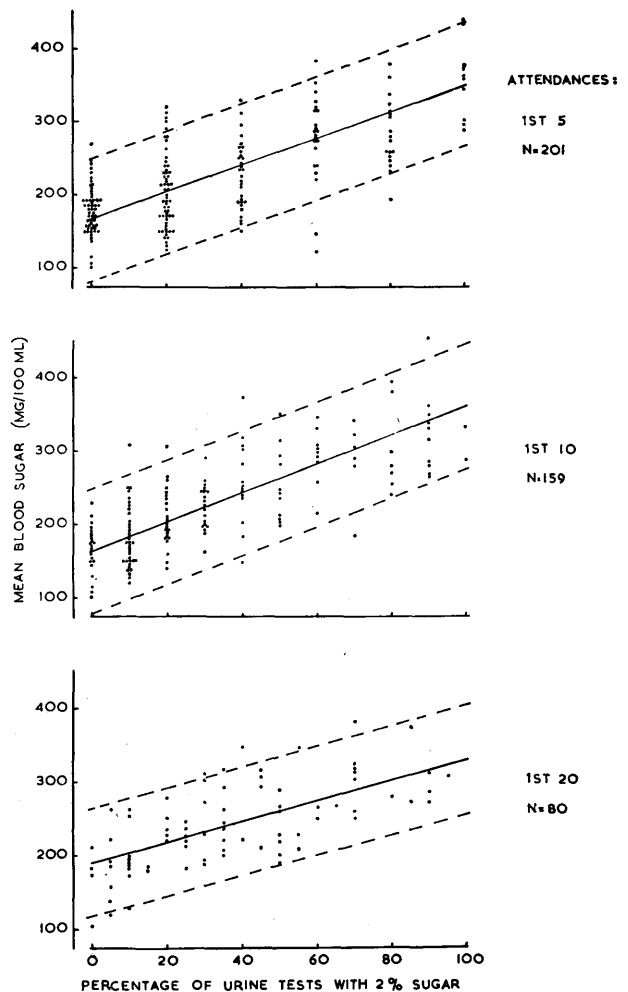 400
300
200
100
ATTENDANCES:
1ST 5
N=201
MEAN BLOOD SUGAR (MG/100 ML)
400
300
200
100
1ST 10
N=159
400
300
200
100
1ST 20
N=80
0 20 40 60 80 100
PERCENTAGE OF URINE TESTS WITH 2% SUGAR